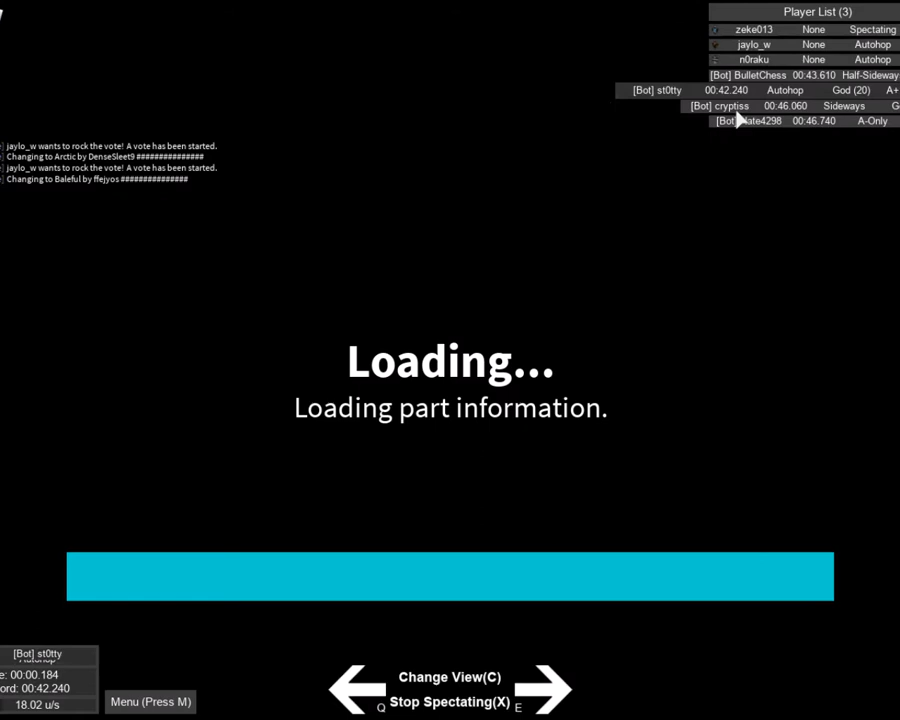 Player List (3)
zeke013 None Spectating
jaylo_w None Autohop
n0raku None Autohop
[Bot] BulletChess 00:43.610 Half-Sideway
[Bot] st0tty 00:42.240 Autohop God (20) A+
[Bot] cryptiss 00:46.060 Sideways G
[Bot] 00:46.740 A-Only
] jaylo_w wants to rock the vote! A vote has been started.
] Changing to Arctic by DenseSleet9 ###############
] jaylo_w wants to rock the vote! A vote has been started.
] Changing to Baleful by ffejyos ###############
Loading...
Loading part information.
[Bot] st0tty
Autohop
e: 00:00.184
ord: 00:42.240
18.02 u/s
Menu (Press M)
Change View(C)
Q Stop Spectating(X) E